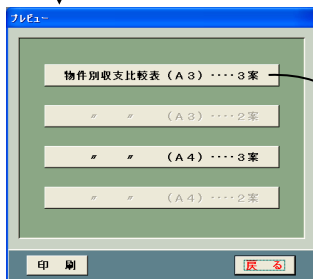 プレビュー
物件別収支比較表（Ａ３）‥‥３案
〃　〃　（Ａ３）‥‥２案
〃　〃　（Ａ４）‥‥３案
〃　〃　（Ａ４）‥‥２案
印　刷　戻　る